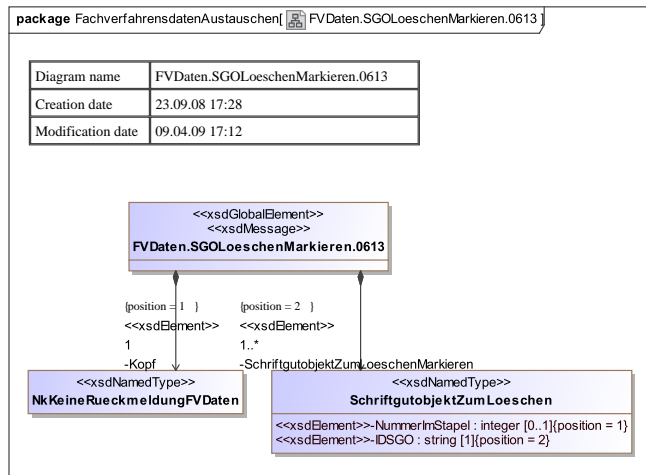 package FachverfahrensdatenAustauschen[ FVDaten.SGOLoeschenMarkieren.0613 ]
Diagram name FVDaten.SGOLoeschenMarkieren.0613
Creation date 23.09.08 17:28
Modification date 09.04.09 17:12
<<xsdGlobalElement>>
<<xsdMessage>>
FVDaten.SGOLoeschenMarkieren.0613
{position = 1 }
<<xsdElement>>
1
-Kopf
{position = 2 }
<<xsdElement>>
1..*
-SchriftgutobjektZumLoeschenMarkieren
<<xsdNamedType>>
NkKeineRueckmeldungFVDaten
<<xsdNamedType>>
SchriftgutobjektZumLoeschen
<<xsdElement>>-NummerImStapel : integer [0..1]{position = 1}
<<xsdElement>>-IDSGO : string [1]{position = 2}